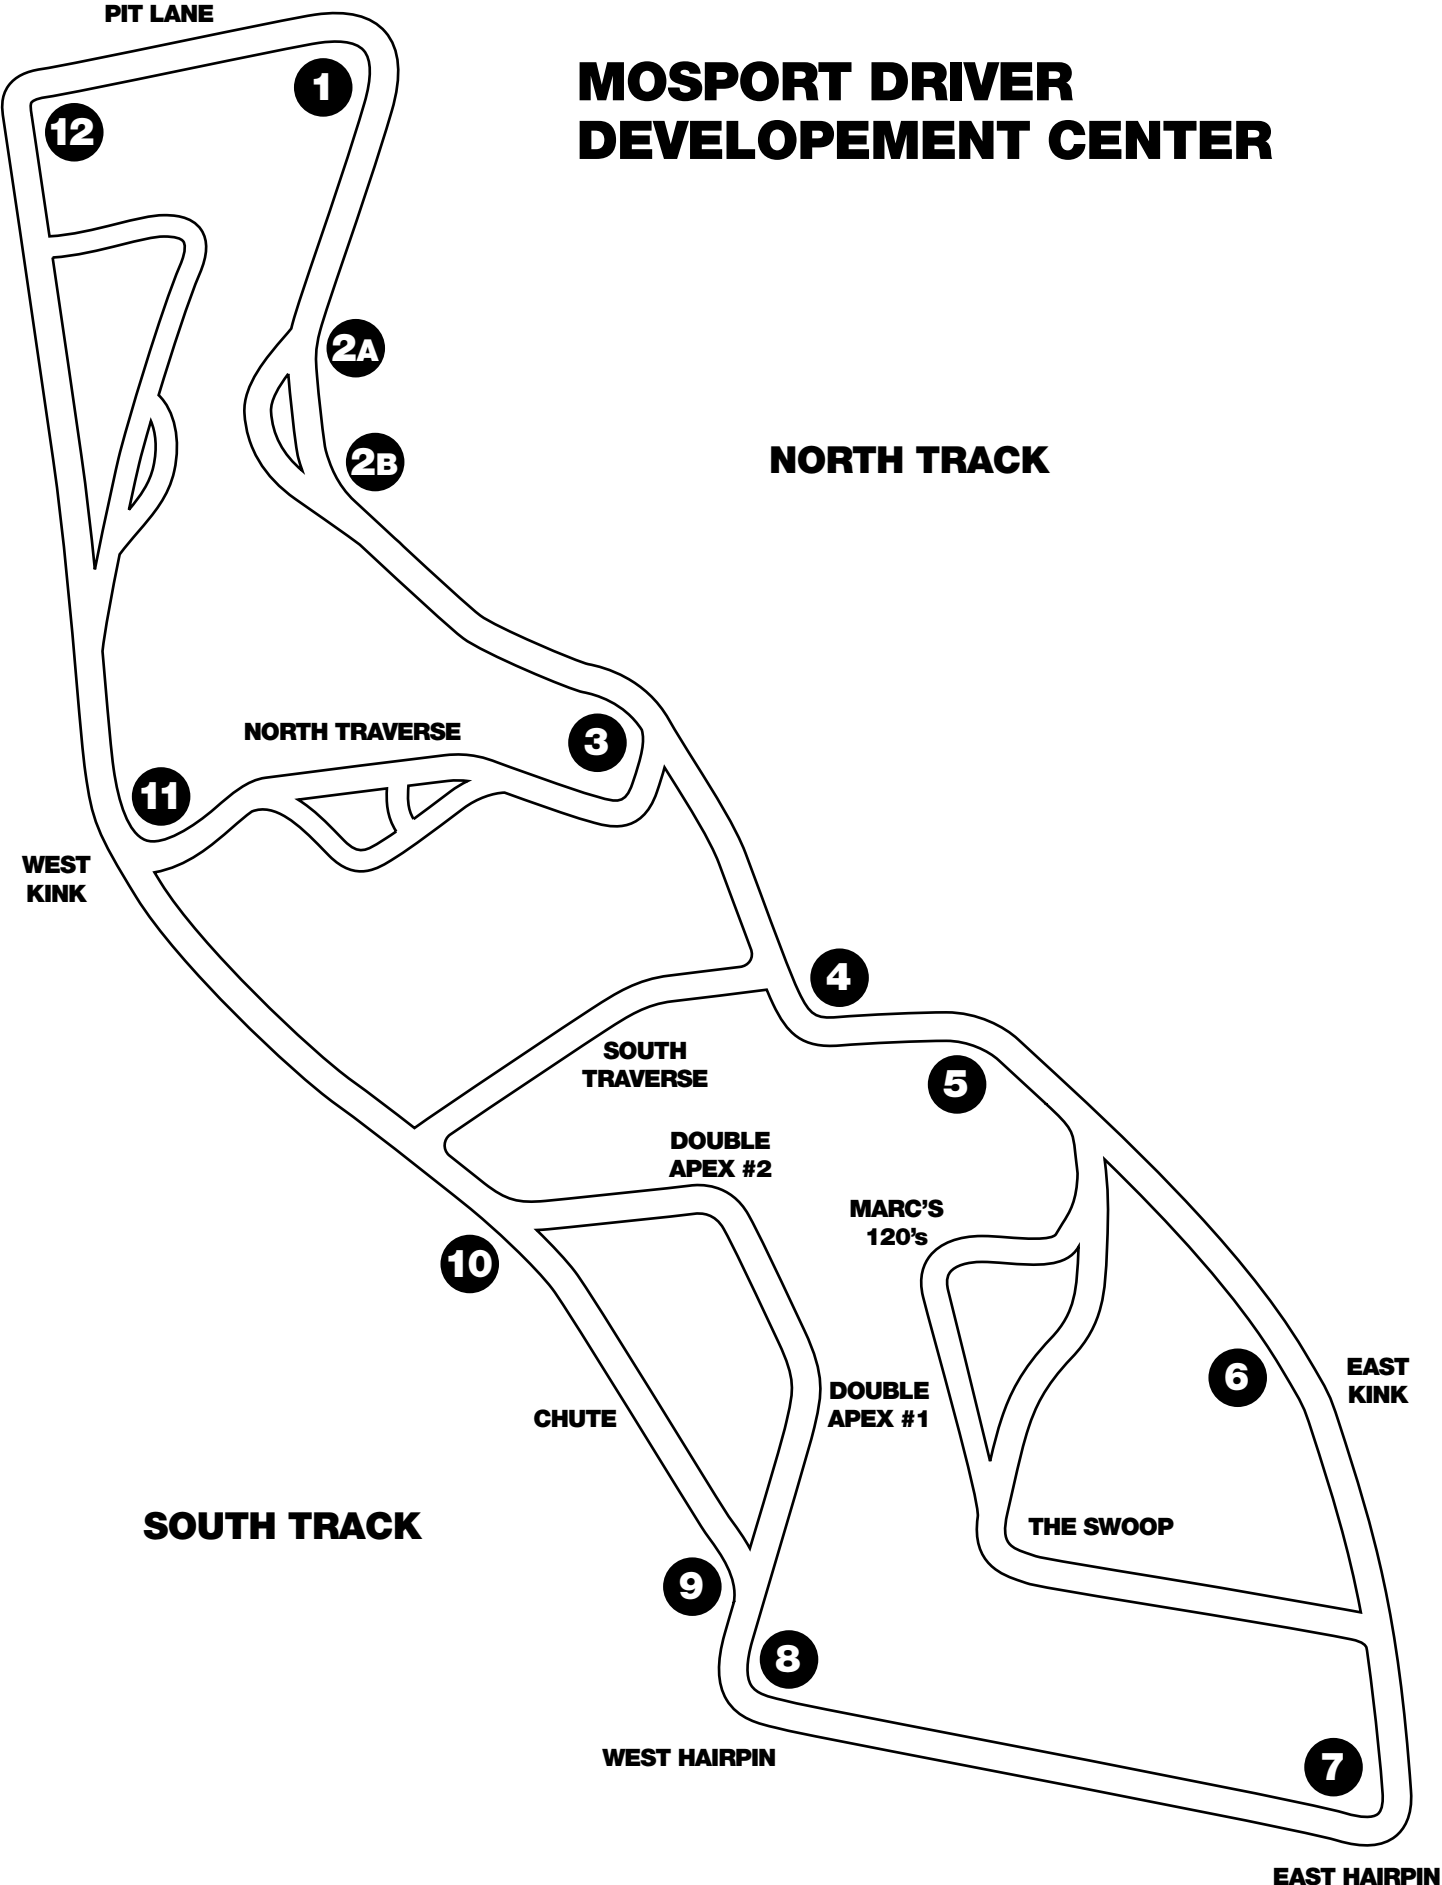 PIT LANE
MOSPORT DRIVER
DEVELOPEMENT CENTER
1
12
2A
2B
NORTH TRACK
NORTH TRAVERSE
3
11
WEST
KINK
4
SOUTH
TRAVERSE
5
DOUBLE
APEX #2
MARC'S
120's
10
6
EAST
KINK
DOUBLE
APEX #1
CHUTE
SOUTH TRACK
THE SWOOP
9
8
WEST HAIRPIN
7
EAST HAIRPIN